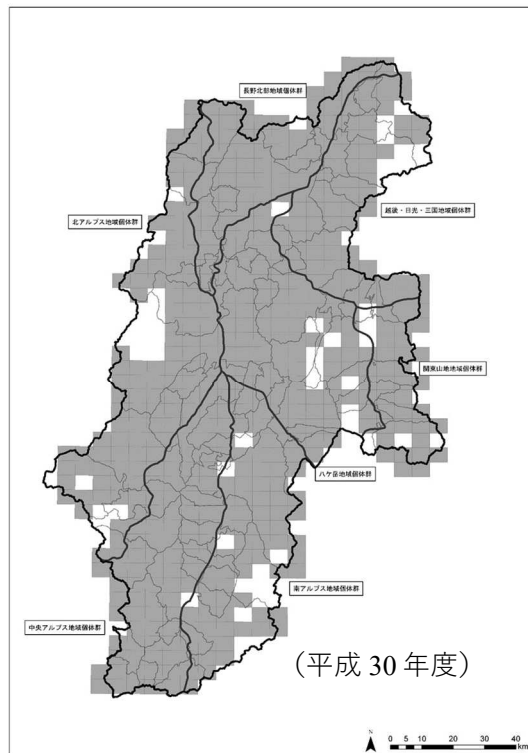 長野北部地域個体群
越後・日光・三国地域個体群
北アルプス地域個体群
関東山地地域個体群
八ケ岳地域個体群
南アルプス地域個体群
中央アルプス地域個体群
(平成 30 年度)
N
0 5 10 20 30 40
km